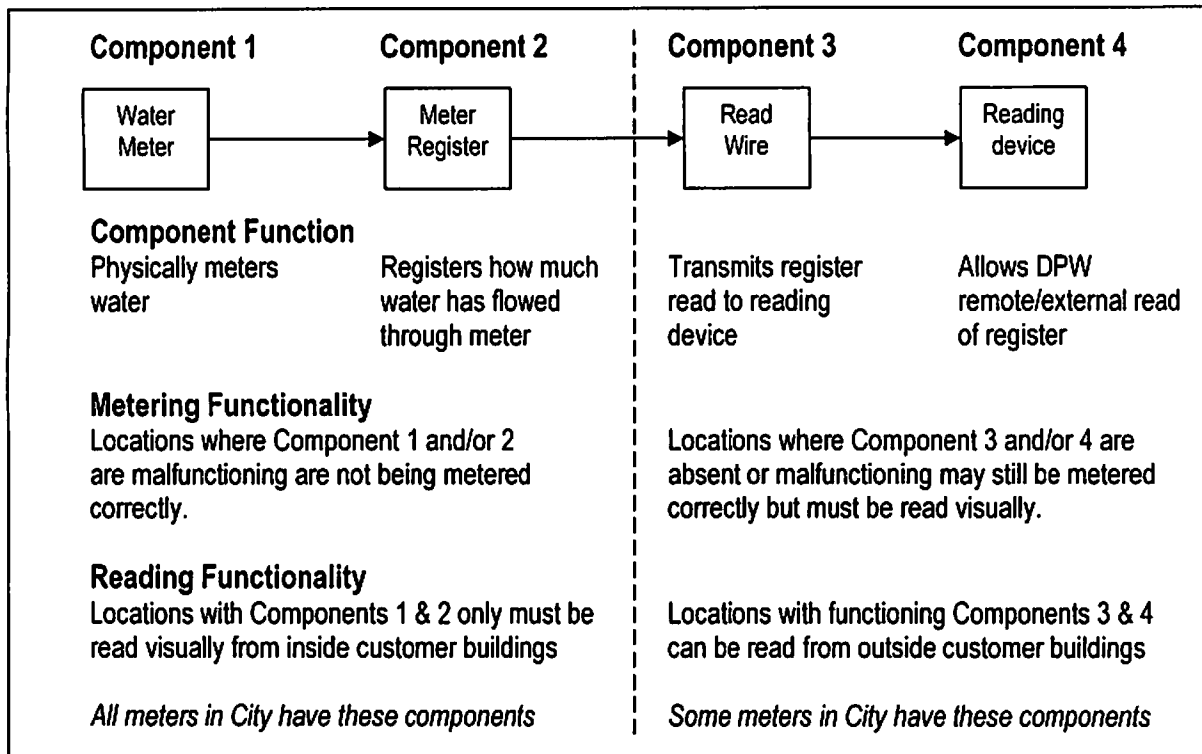 Component 1
Component 2
Component 3
Component 4
Water
Meter
Meter
Register
Read
Wire
Reading
device
Component Function
Physically meters
water
Registers how much
water has flowed
through meter
Transmits register
read to reading
device
Allows DPW
remote/external read
of register
Metering Functionality
Locations where Component 1 and/or 2
are malfunctioning are not being metered
correctly.
Locations where Component 3 and/or 4 are
absent or malfunctioning may still be metered
correctly but must be read visually.
Reading Functionality
Locations with Components 1 & 2 only must be
read visually from inside customer buildings
Locations with functioning Components 3 & 4
can be read from outside customer buildings
All meters in City have these components
Some meters in City have these components